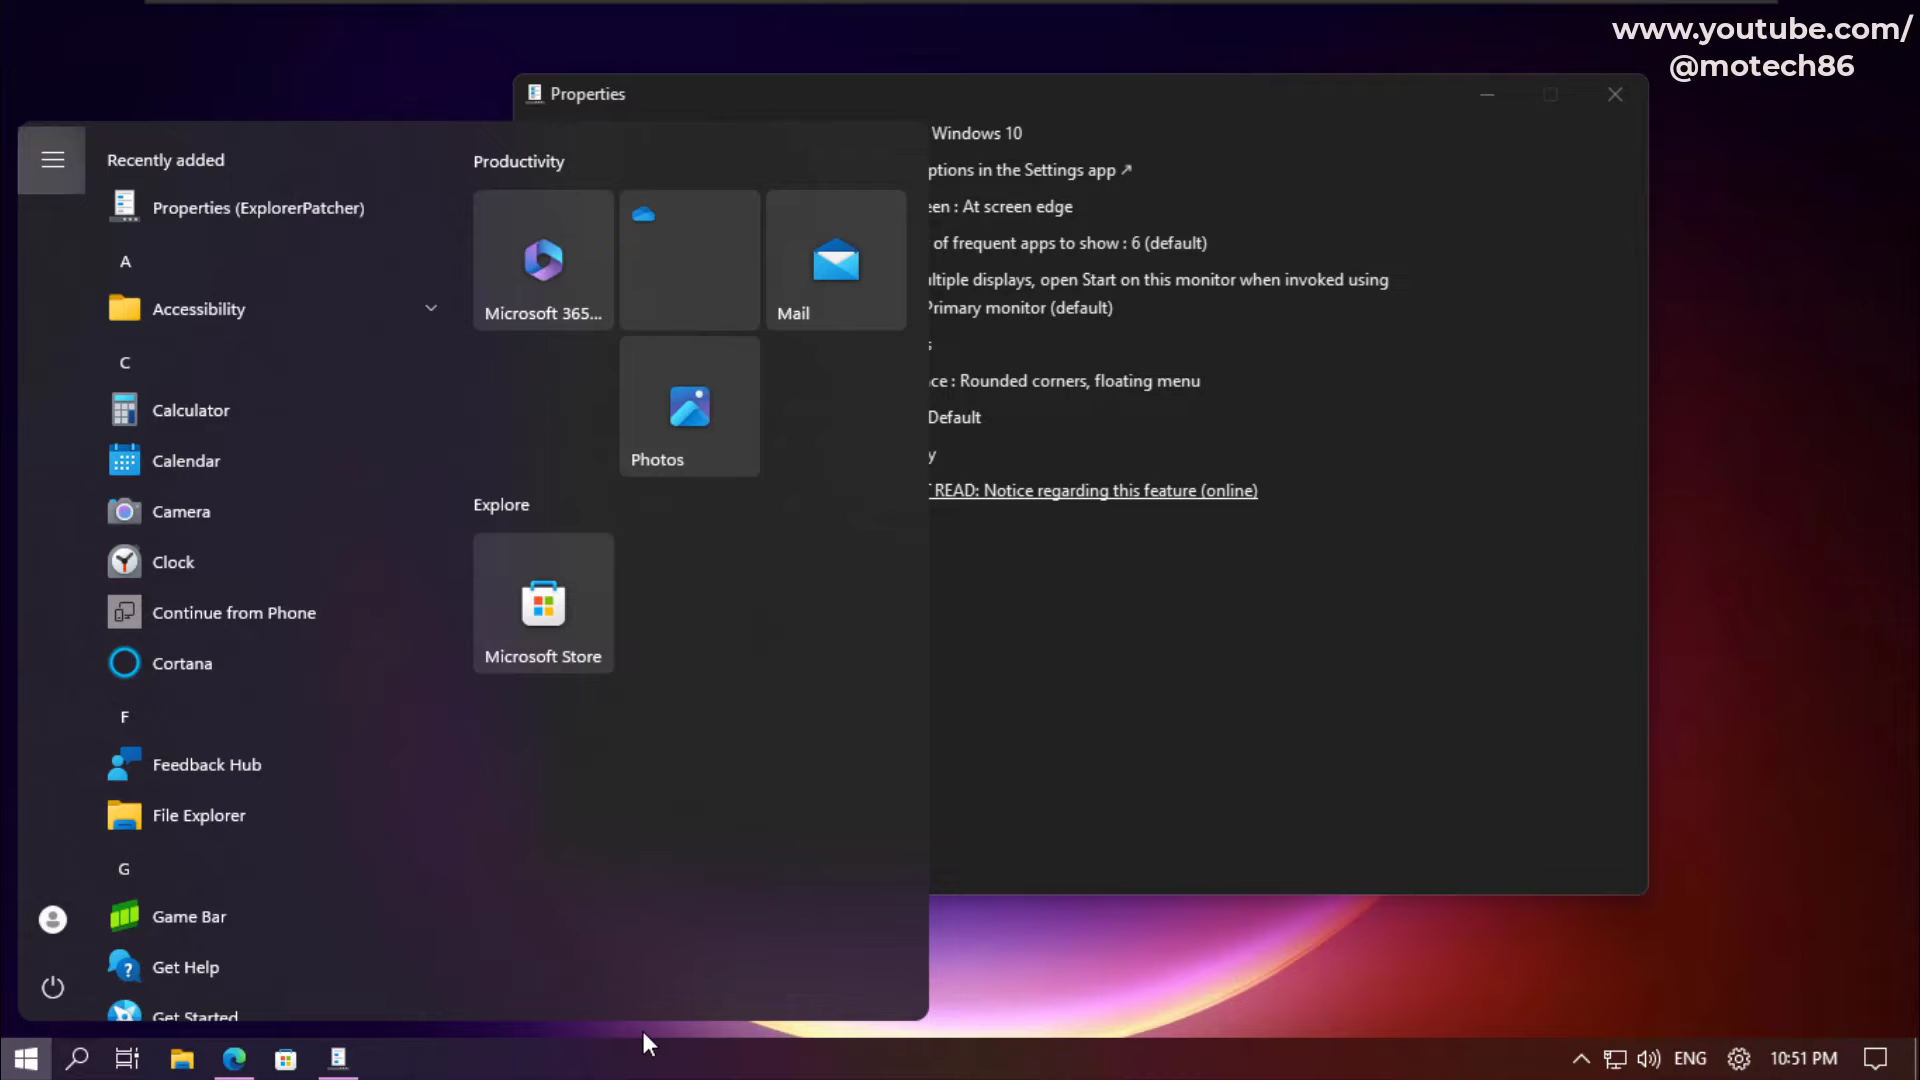 www.youtube.com/
@motech86
Properties
Windows 10
ptions in the Settings app ↗
een : At screen edge
of frequent apps to show : 6 (default)
ultiple displays, open Start on this monitor when invoked using
Primary monitor (default)
s
ce : Rounded corners, floating menu
Default
y
READ: Notice regarding this feature (online)
Recently added
Properties (ExplorerPatcher)
A
Accessibility
C
Calculator
Calendar
Camera
Clock
Continue from Phone
Cortana
F
Feedback Hub
File Explorer
G
Game Bar
Get Help
Get Started
Productivity
Microsoft 365...
Mail
Photos
Explore
Microsoft Store
ENG
10:51 PM